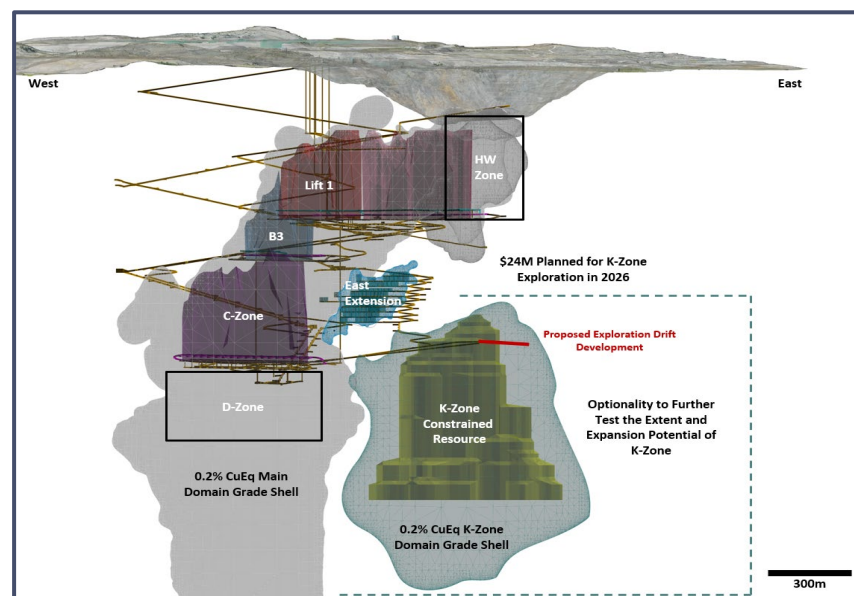 West
East
HW
Zone
Lift 1
B3
$24M Planned for K-Zone
Exploration in 2026
East
Extension
C-Zone
Proposed Exploration Drift
Development
D-Zone
K-Zone
Constrained
Resource
Optionality to Further
Test the Extent and
Expansion Potential of
K-Zone
0.2% CuEq Main
Domain Grade Shell
0.2% CuEq K-Zone
Domain Grade Shell
300m